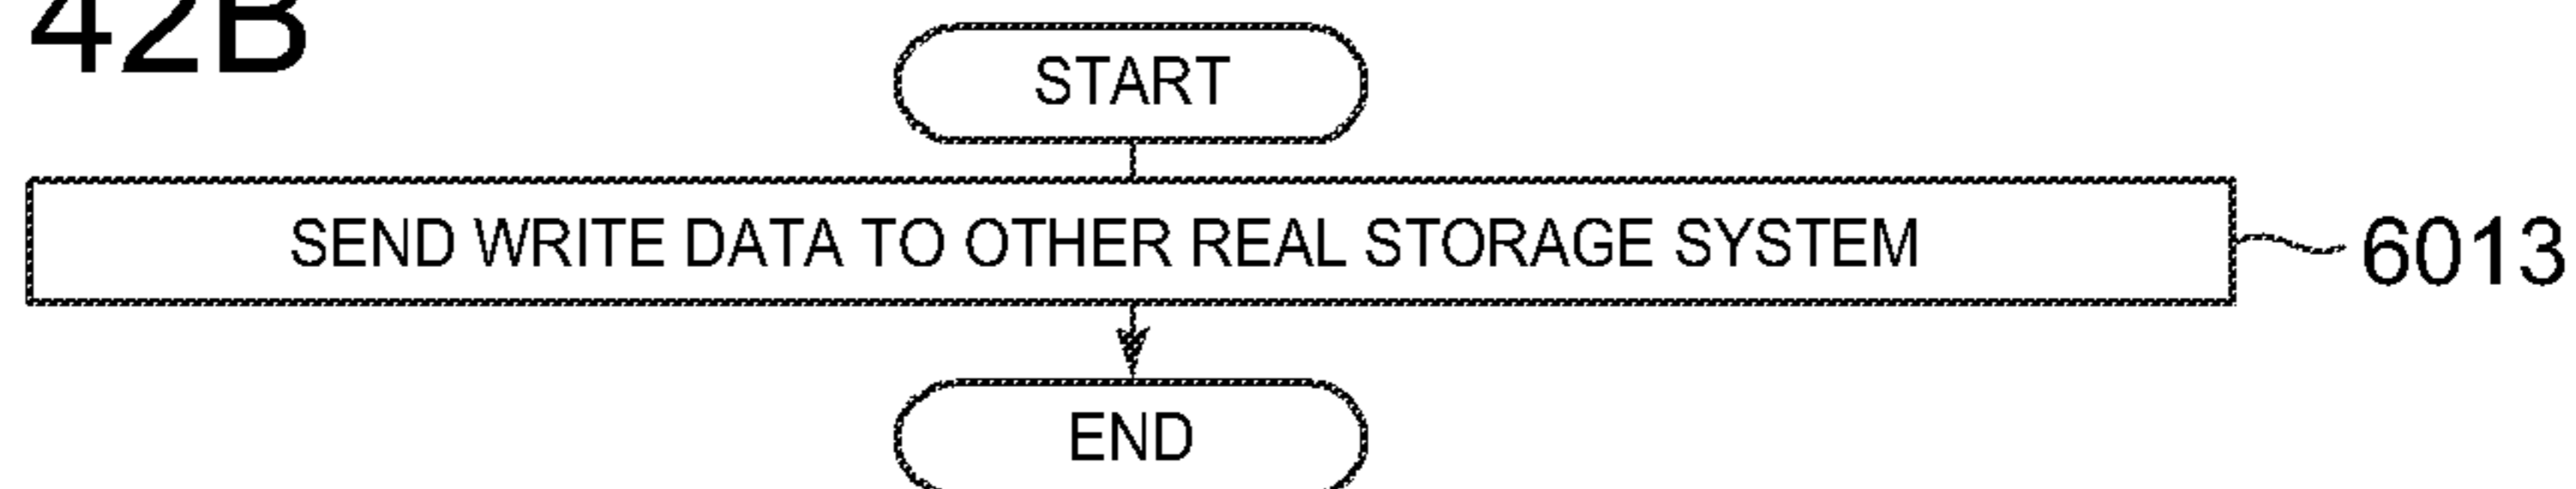 42B
START
SEND WRITE DATA TO OTHER REAL STORAGE SYSTEM
6013
END